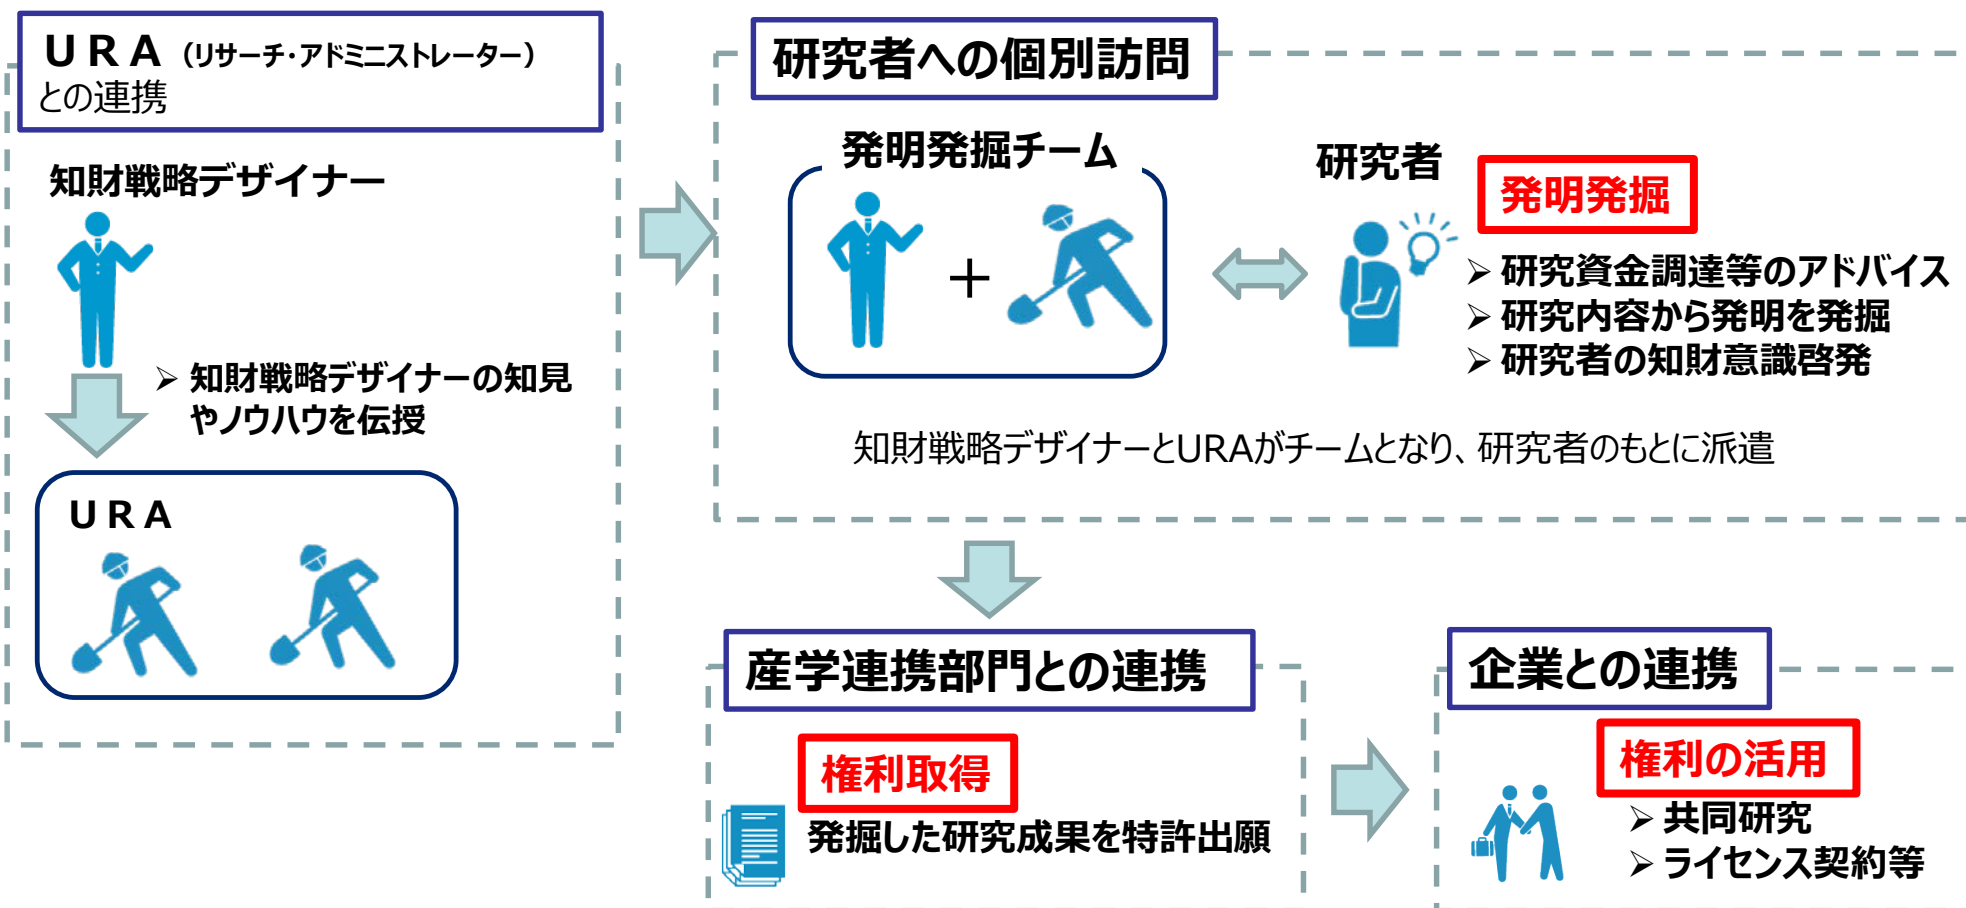 URA（リサーチ・アドミニストレーター）
との連携
知財戦略デザイナー
➢ 知財戦略デザイナーの知見
やノウハウを伝授
URA
研究者への個別訪問
発明発掘チーム
＋
研究者
発明発掘
➢ 研究資金調達等のアドバイス
➢ 研究内容から発明を発掘
➢ 研究者の知財意識啓発
知財戦略デザイナーとURAがチームとなり、研究者のもとに派遣
産学連携部門との連携
権利取得
発掘した研究成果を特許出願
企業との連携
権利の活用
➢ 共同研究
➢ ライセンス契約等